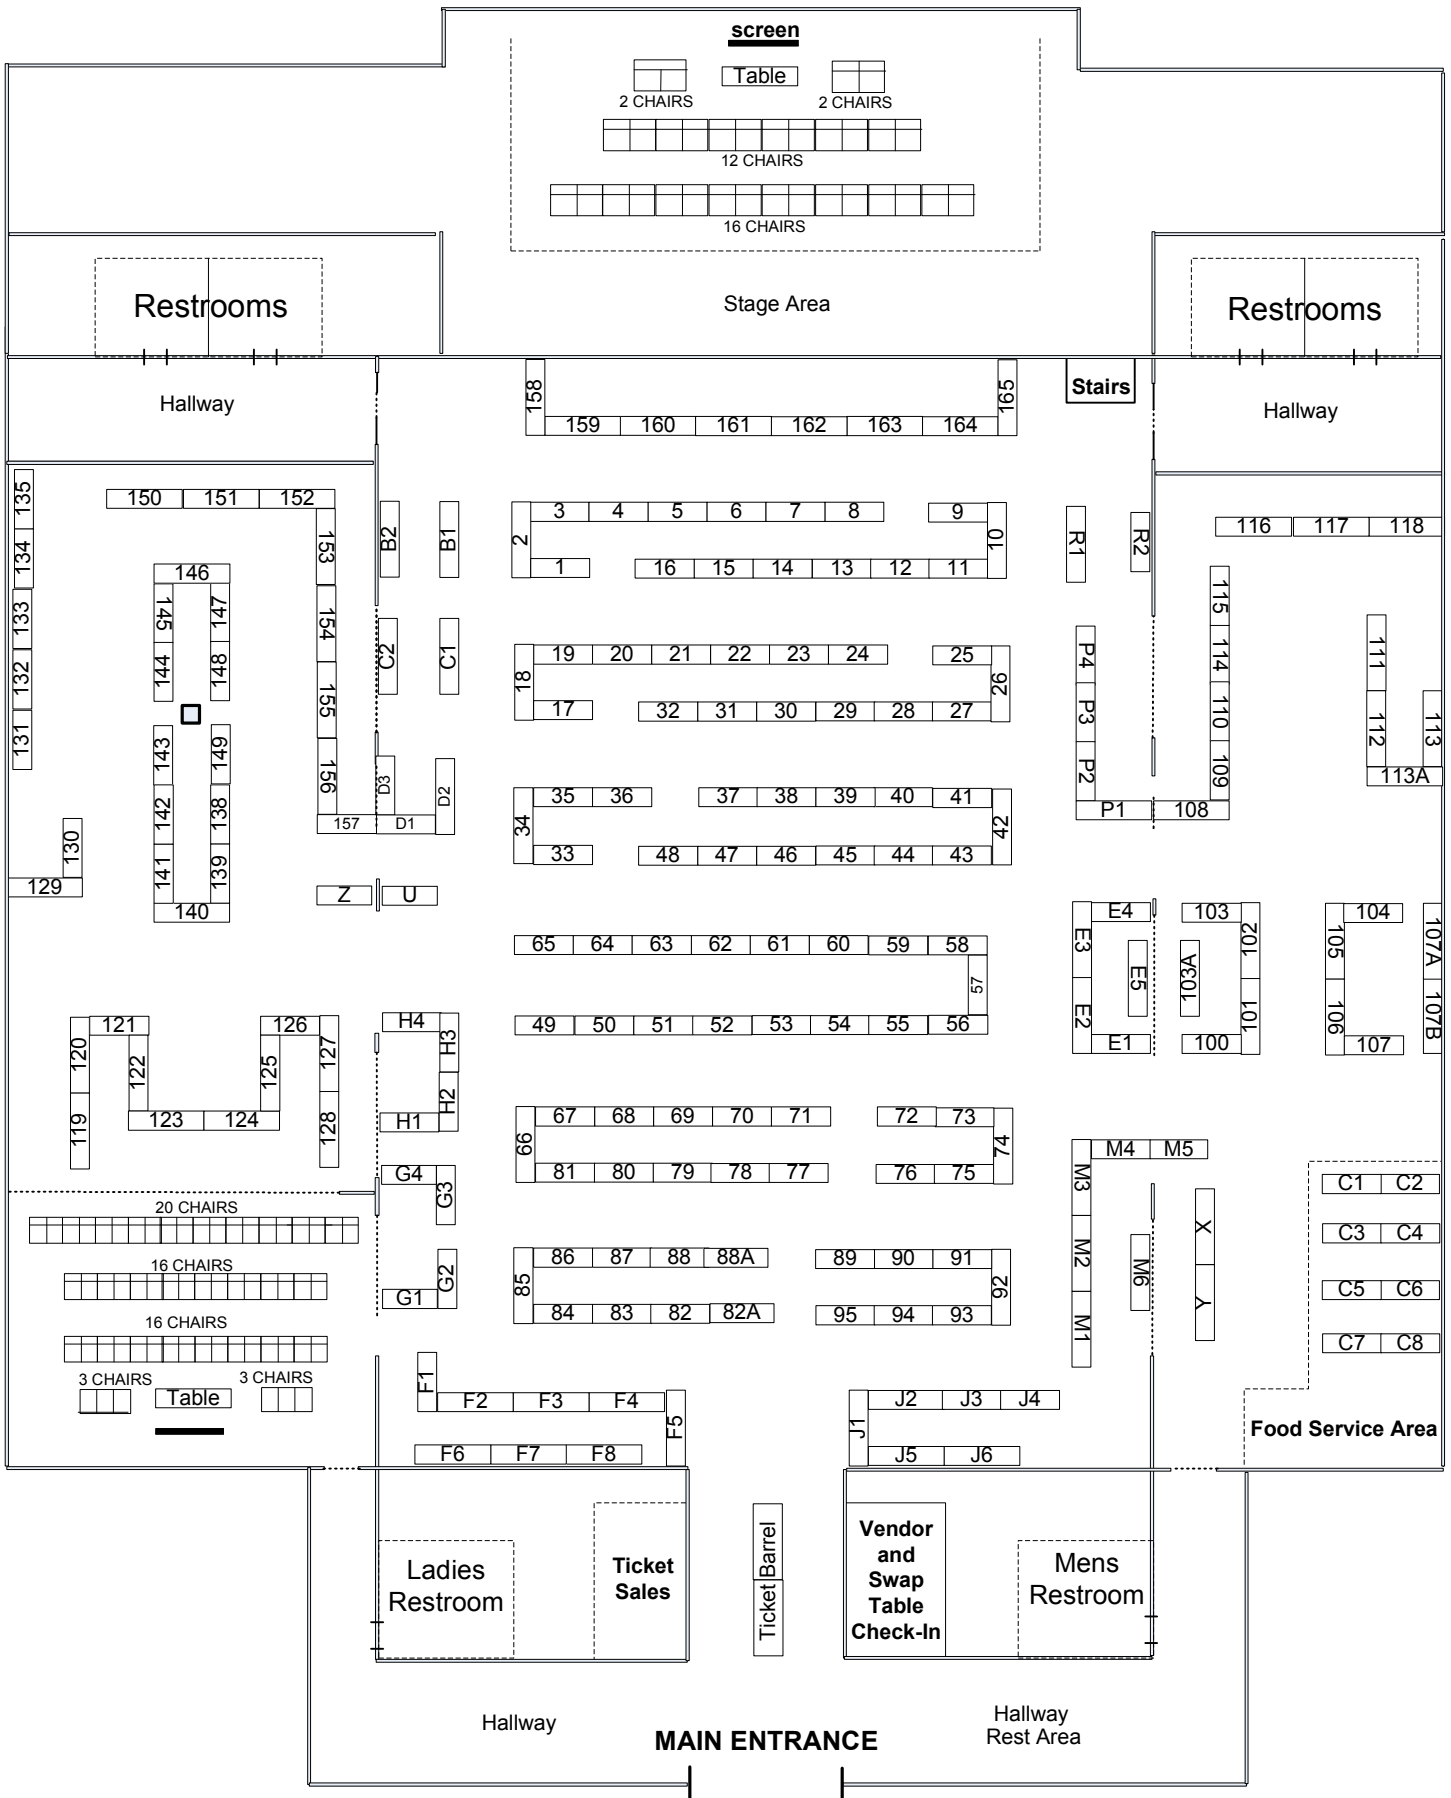 screen
Table
2 CHAIRS
2 CHAIRS
12 CHAIRS
16 CHAIRS
Restrooms
Stage Area
Restrooms
Hallway
158
165
Stairs
Hallway
159 160 161 162 163 164
135
150 151 152
B2
B1
2
3 4 5 6 7 8
9
10
R1
R2
116 117 118
134
153
146
1
16 15 14 13 12 11
133
145
147
154
115
132
144
148
C2
C1
18
19 20 21 22 23 24
25
26
P4
114
111
131
155
17
32 31 30 29 28 27
P3
110
112
113
143
149
156
D3
D2
P2
109
113A
142
138
157
D1
34
35 36
37 38 39 40 41
42
P1
108
130
141
139
33
48 47 46 45 44 43
129
140
Z
U
E4
103
104
65 64 63 62 61 60 59 58
E3
E5
103A
102
105
107A
57
E2
101
106
107B
121
126
H4
H3
49 50 51 52 53 54 55 56
E1
100
107
120
122
125
127
H2
119
123 124
128
H1
66
67 68 69 70 71
72 73
74
M4 M5
G4
G3
81 80 79 78 77
76 75
M3
C1 C2
20 CHAIRS
X
C3 C4
16 CHAIRS
G2
85
86 87 88 88A
89 90 91
92
M2
M6
C5 C6
G1
84 83 82 82A
95 94 93
Y
16 CHAIRS
M1
C7 C8
3 CHAIRS
3 CHAIRS
Table
F1
F2 F3 F4
F5
J1
J2 J3 J4
Food Service Area
F6 F7 F8
J5 J6
Ladies
Restroom
Ticket
Sales
Ticket Barrel
Vendor
and
Swap
Table
Check-In
Mens
Restroom
Hallway
Hallway
Rest Area
MAIN ENTRANCE